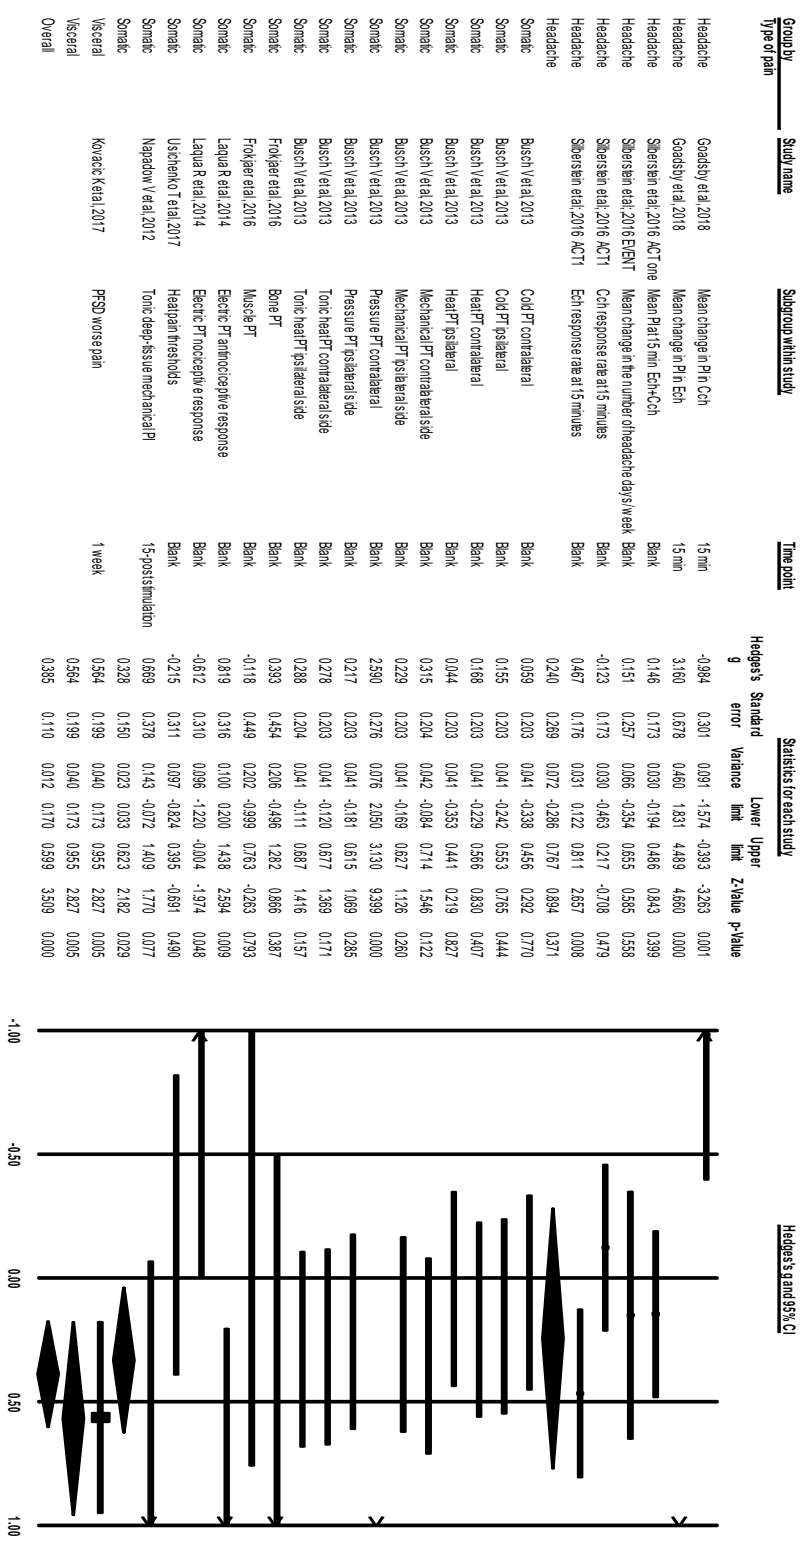 Group by Study name Subgroup within study Time point Statistics for each study Hedges's g and 95% CI
Type of pain
Hedges's g Standard error Variance Lower limit Upper limit Z-Value p-Value
Headache Goadsby et al, 2018 Mean change in PI in Cch 15 min -0.984 0.301 0.091 -1.574 -0.393 -3.263 0.001
Headache Goadsby et al, 2018 Mean change in PI in Ech 15 min 3.160 0.678 0.460 1.831 4.489 4.660 0.000
Headache Silberstein et al; 2016 ACT one Mean PI at 15 min Ech+Cch Blank 0.146 0.173 0.030 -0.194 0.486 0.843 0.399
Headache Silberstein et al; 2016 EVENT Mean change in the number of headache days/week Blank 0.151 0.257 0.066 -0.354 0.655 0.585 0.558
Headache Silberstein et al; 2016 ACT1 Cch response rate at 15 minutes Blank -0.123 0.173 0.030 -0.463 0.217 -0.708 0.479
Headache Silberstein et al; 2016 ACT1 Ech response rate at 15 minutes Blank 0.467 0.176 0.031 0.122 0.811 2.657 0.008
Headache 0.240 0.269 0.072 -0.286 0.767 0.894 0.371
Somatic Busch V et al, 2013 Cold PT contralateral Blank 0.059 0.203 0.041 -0.338 0.456 0.292 0.770
Somatic Busch V et al, 2013 Cold PT ipsilateral Blank 0.155 0.203 0.041 -0.242 0.553 0.765 0.444
Somatic Busch V et al, 2013 Heat PT contralateral Blank 0.168 0.203 0.041 -0.229 0.566 0.830 0.407
Somatic Busch V et al, 2013 Heat PT ipsilateral Blank 0.044 0.203 0.041 -0.353 0.441 0.219 0.827
Somatic Busch V et al, 2013 Mechanical PT contralateral side Blank 0.315 0.204 0.042 -0.084 0.714 1.546 0.122
Somatic Busch V et al, 2013 Mechanical PT ipsilateral side Blank 0.229 0.203 0.041 -0.169 0.627 1.126 0.260
Somatic Busch V et al, 2013 Pressure PT contralateral Blank 2.590 0.276 0.076 2.050 3.130 9.399 0.000
Somatic Busch V et al, 2013 Pressure PT ipsilateral side Blank 0.217 0.203 0.041 -0.181 0.615 1.069 0.285
Somatic Busch V et al, 2013 Tonic heat PT contralateral side Blank 0.278 0.203 0.041 -0.120 0.677 1.369 0.171
Somatic Busch V et al, 2013 Tonic heat PT ipsilateral side Blank 0.288 0.204 0.041 -0.111 0.687 1.416 0.157
Somatic Frokjaer et al, 2016 Bone PT Blank 0.393 0.454 0.206 -0.496 1.282 0.866 0.387
Somatic Frokjaer et al, 2016 Muscle PT Blank -0.118 0.449 0.202 -0.999 0.763 -0.263 0.793
Somatic Laqua R et al, 2014 Electric PT antinociceptive response Blank 0.819 0.316 0.100 0.200 1.438 2.594 0.009
Somatic Laqua R et al, 2014 Electric PT nociceptive response Blank -0.612 0.310 0.096 -1.220 -0.004 -1.974 0.048
Somatic Usichenko T et al, 2017 Heat pain thresholds Blank -0.215 0.311 0.097 -0.824 0.395 -0.691 0.490
Somatic Napadow V et al, 2012 Tonic deep-tissue mechanical PI 15-post stimulation 0.669 0.378 0.143 -0.072 1.409 1.770 0.077
Somatic 0.328 0.150 0.023 0.033 0.623 2.182 0.029
Visceral Kovacic K et al, 2017 PFSD worse pain 1 week 0.564 0.199 0.040 0.173 0.955 2.827 0.005
Visceral 0.564 0.199 0.040 0.173 0.955 2.827 0.005
Overall 0.385 0.110 0.012 0.170 0.599 3.509 0.000
-1.00 -0.50 0.00 0.50 1.00